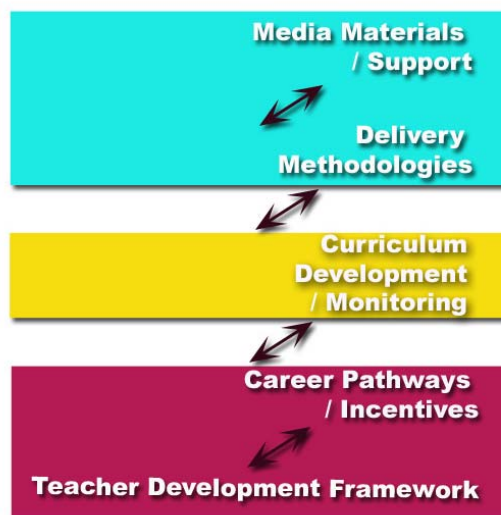 Media Materials
/ Support
Delivery
Methodologies
Curriculum
Development
/ Monitoring
Career Pathways
/ Incentives
Teacher Development Framework